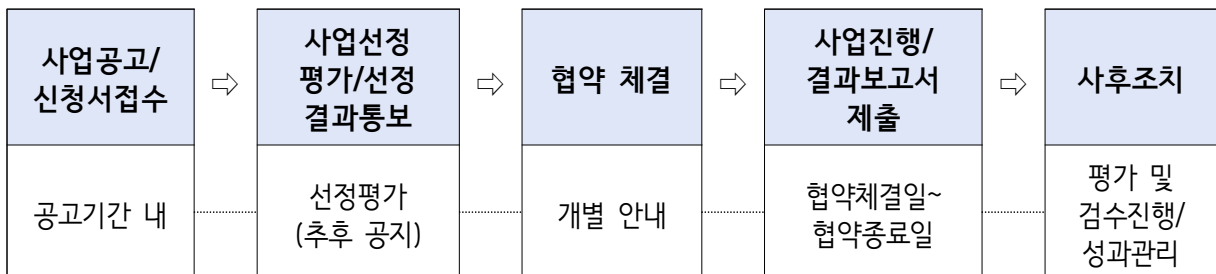 사업공고/
신청서접수
⇨
사업선정
평가/선정
결과통보
⇨
협약 체결
⇨
사업진행/
결과보고서
제출
⇨
사후조치
공고기간 내
선정평가
(추후 공지)
개별 안내
협약체결일~
협약종료일
평가 및
검수진행/
성과관리